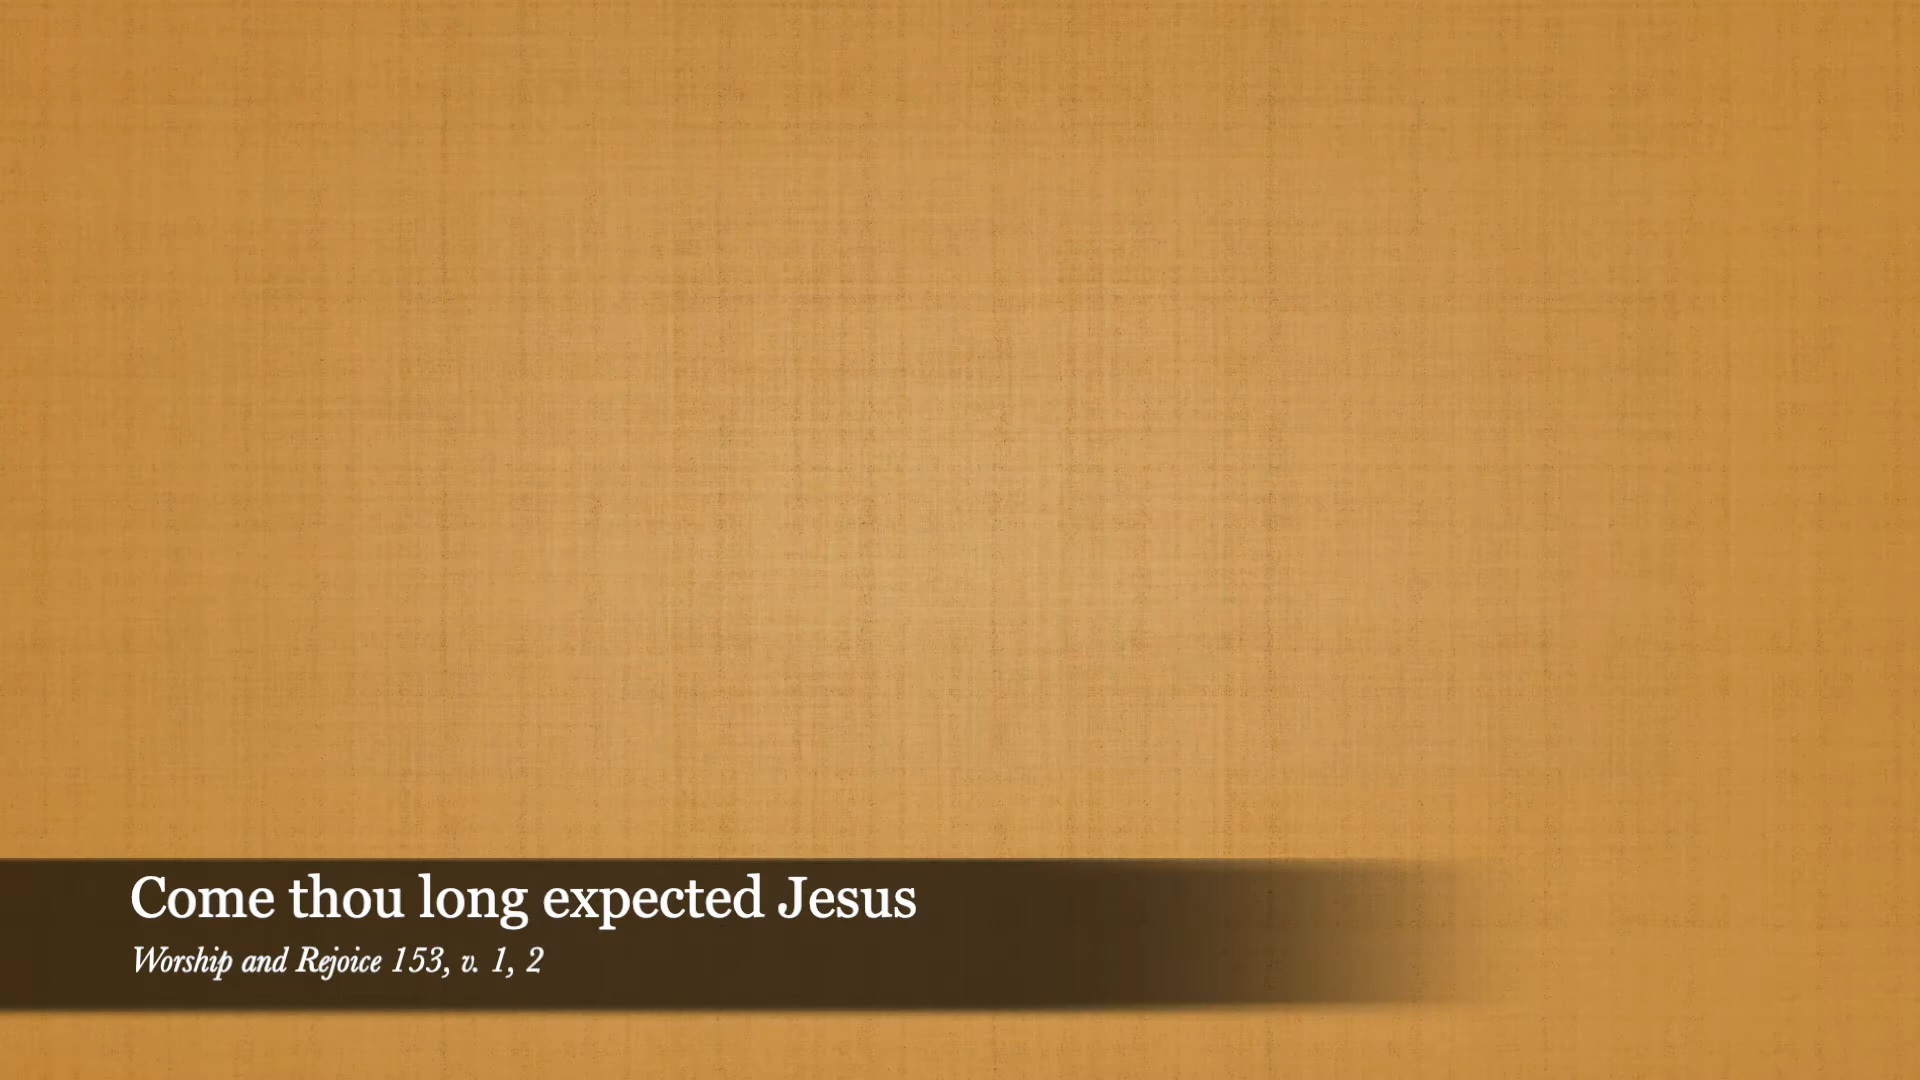 Come thou long expected Jesus
Worship and Rejoice 153, v. 1, 2